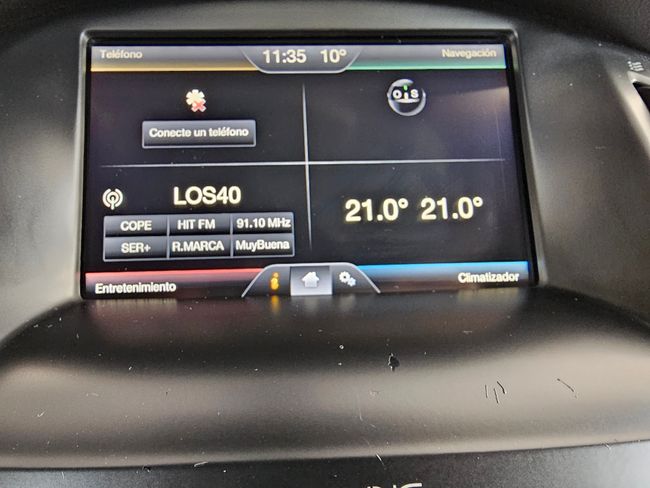 Teléfono 11:35 10° Navegación
Conecte un teléfono
LOS40
COPE HIT FM 91.10 MHz
SER+ R.MARCA MuyBuena
21.0° 21.0°
Entretenimiento i Climatizador